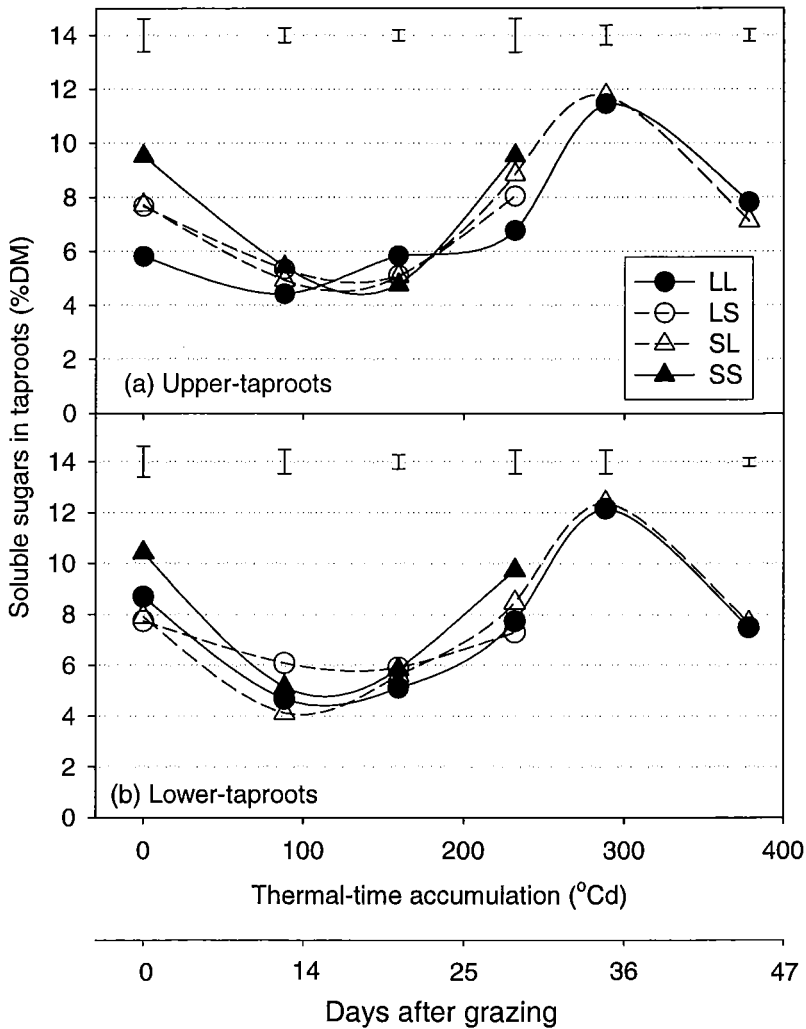 14
12
10
8
6
4
2
0
(a) Upper-taproots
LL
LS
SL
SS
Soluble sugars in taproots (%DM)
14
12
10
8
6
4
2
0
(b) Lower-taproots
0 100 200 300 400
Thermal-time accumulation (°Cd)
0 14 25 36 47
Days after grazing